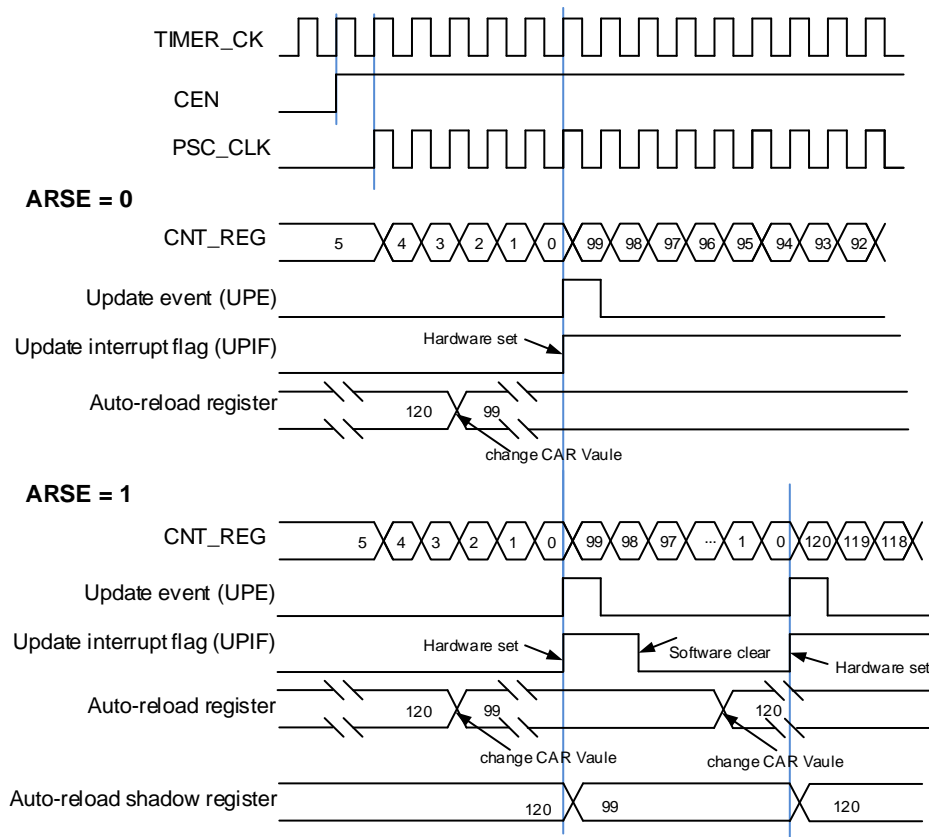 TIMER_CK
CEN
PSC_CLK
ARSE = 0
CNT_REG 5 4 3 2 1 0 99 98 97 96 95 94 93 92
Update event (UPE)
Update interrupt flag (UPIF) Hardware set
Auto-reload register 120 99
change CAR Vaule
ARSE = 1
CNT_REG 5 4 3 2 1 0 99 98 97 ... 1 0 120 119 118
Update event (UPE)
Update interrupt flag (UPIF) Hardware set Software clear Hardware set
Auto-reload register 120 99 120
change CAR Vaule change CAR Vaule
Auto-reload shadow register 120 99 120